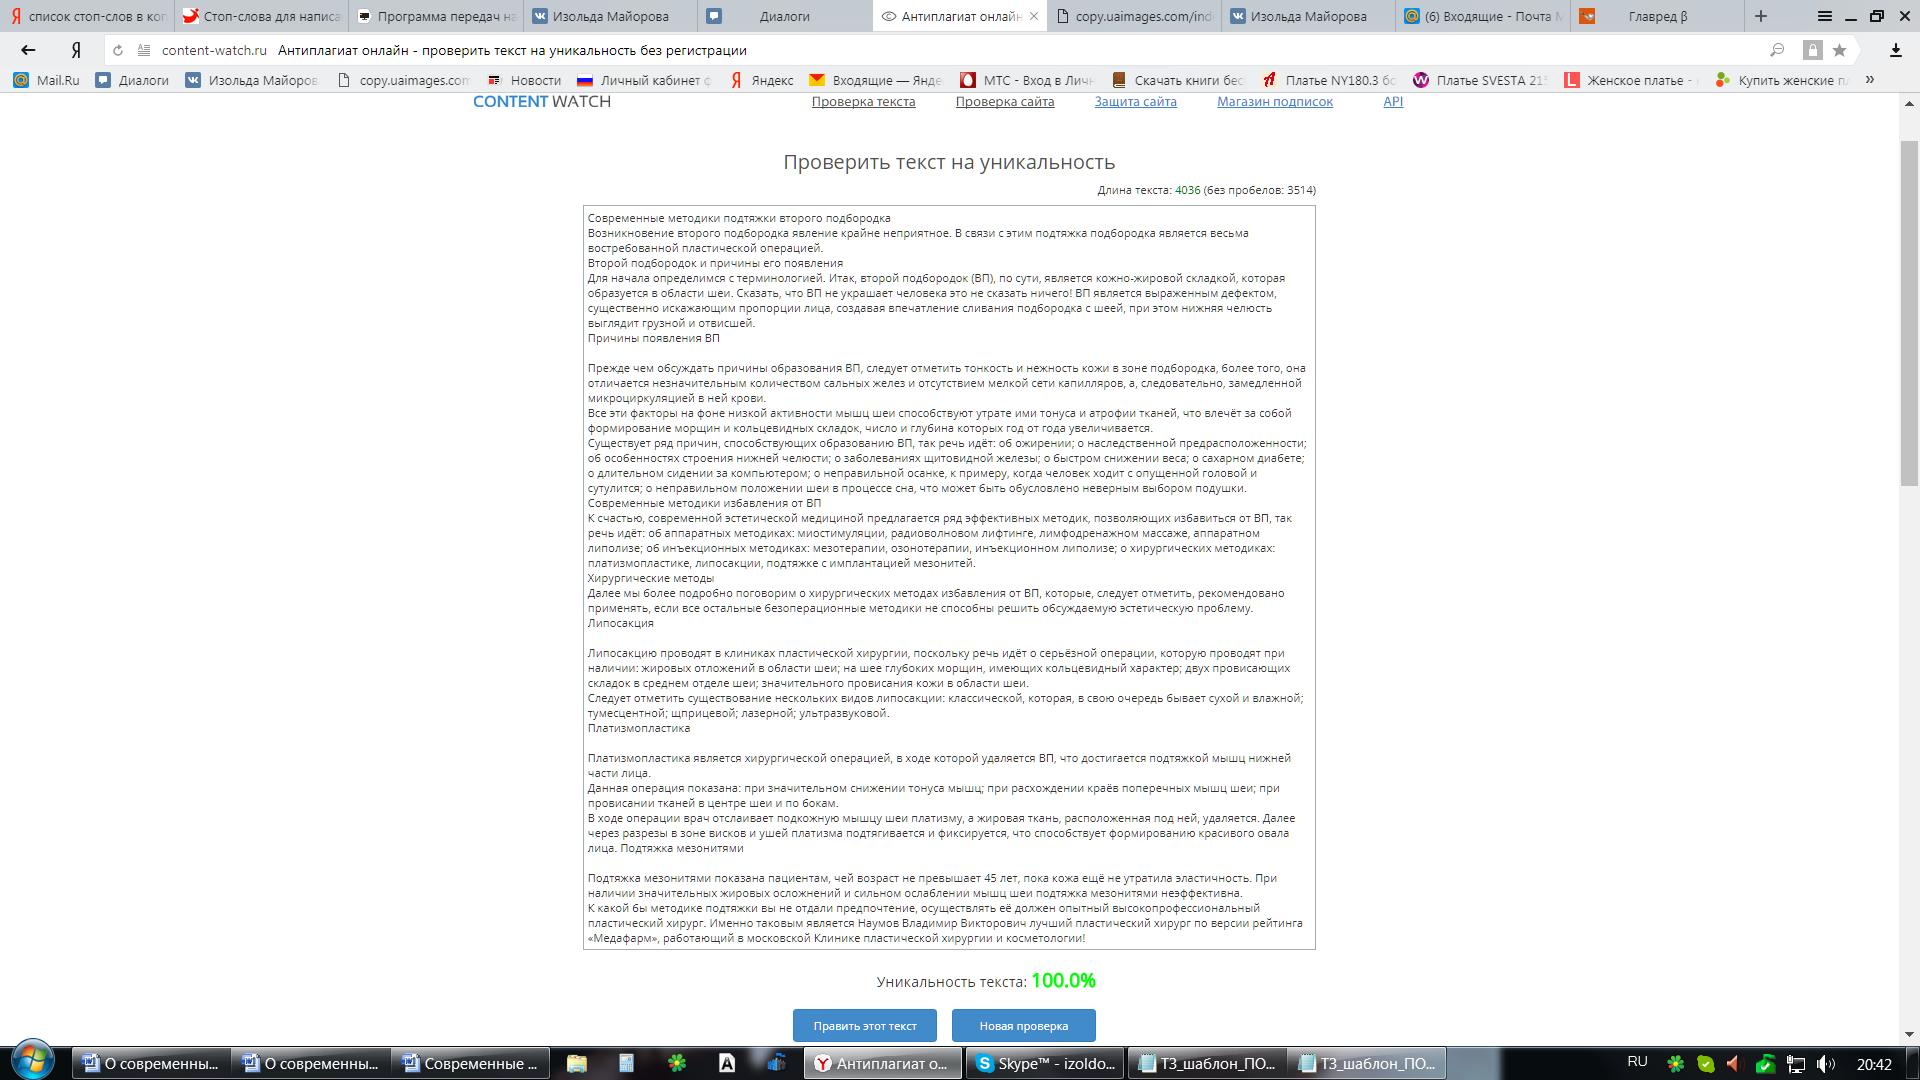 список стоп-слов в коп
Стоп-слова для написа
Программа передач на
Изольда Майорова
Диалоги
Антиплагиат онлайн
copy.uaimages.com/ind
Изольда Майорова
(6) Входящие - Почта M
Главред β
content-watch.ru Антиплагиат онлайн - проверить текст на уникальность без регистрации
Mail.Ru
Диалоги
Изольда Майоров
copy.uaimages.com
Новости
Личный кабинет ф
Яндекс
Входящие — Янде
МТС - Вход в Личн
Скачать книги бес
Платье NY180.3 бо
Платье SVESTA 215
Женское платье -
Купить женские пл
»
CONTENT WATCH
Проверка текста
Проверка сайта
Защита сайта
Магазин подписок
API
Проверить текст на уникальность
Длина текста: 4036 (без пробелов: 3514)
Современные методики подтяжки второго подбородка
Возникновение второго подбородка явление крайне неприятное. В связи с этим подтяжка подбородка является весьма
востребованной пластической операцией.
Второй подбородок и причины его появления
Для начала определимся с терминологией. Итак, второй подбородок (ВП), по сути, является кожно-жировой складкой, которая
образуется в области шеи. Сказать, что ВП не украшает человека это не сказать ничего! ВП является выраженным дефектом,
существенно искажающим пропорции лица, создавая впечатление сливания подбородка с шеей, при этом нижняя челюсть
выглядит грузной и отвисшей.
Причины появления ВП
Прежде чем обсуждать причины образования ВП, следует отметить тонкость и нежность кожи в зоне подбородка, более того, она
отличается незначительным количеством сальных желез и отсутствием мелкой сети капилляров, а, следовательно, замедленной
микроциркуляцией в ней крови.
Все эти факторы на фоне низкой активности мышц шеи способствуют утрате ими тонуса и атрофии тканей, что влечёт за собой
формирование морщин и кольцевидных складок, число и глубина которых год от года увеличивается.
Существует ряд причин, способствующих образованию ВП, так речь идёт: об ожирении; о наследственной предрасположенности;
об особенностях строения нижней челюсти; о заболеваниях щитовидной железы; о быстром снижении веса; о сахарном диабете;
о длительном сидении за компьютером; о неправильной осанке, к примеру, когда человек ходит с опущенной головой и
сутулится; о неправильном положении шеи в процессе сна, что может быть обусловлено неверным выбором подушки.
Современные методики избавления от ВП
К счастью, современной эстетической медициной предлагается ряд эффективных методик, позволяющих избавиться от ВП, так
речь идёт: об аппаратных методиках: миостимуляции, радиоволновом лифтинге, лимфодренажном массаже, аппаратном
липолизе; об инъекционных методиках: мезотерапии, озонотерапии, инъекционном липолизе; о хирургических методиках:
платизмопластике, липосакции, подтяжке с имплантацией мезонитей.
Хирургические методы
Далее мы более подробно поговорим о хирургических методах избавления от ВП, которые, следует отметить, рекомендовано
применять, если все остальные безоперационные методики не способны решить обсуждаемую эстетическую проблему.
Липосакция
Липосакцию проводят в клиниках пластической хирургии, поскольку речь идёт о серьёзной операции, которую проводят при
наличии: жировых отложений в области шеи; на шее глубоких морщин, имеющих кольцевидный характер; двух провисающих
складок в среднем отделе шеи; значительного провисания кожи в области шеи.
Следует отметить существование нескольких видов липосакции: классической, которая, в свою очередь бывает сухой и влажной;
тумесцентной; щприцевой; лазерной; ультразвуковой.
Платизмопластика
Платизмопластика является хирургической операцией, в ходе которой удаляется ВП, что достигается подтяжкой мышц нижней
части лица.
Данная операция показана: при значительном снижении тонуса мышц; при расхождении краёв поперечных мышц шеи; при
провисании тканей в центре шеи и по бокам.
В ходе операции врач отслаивает подкожную мышцу шеи платизму, а жировая ткань, расположенная под ней, удаляется. Далее
через разрезы в зоне висков и ушей платизма подтягивается и фиксируется, что способствует формированию красивого овала
лица. Подтяжка мезонитями
Подтяжка мезонитями показана пациентам, чей возраст не превышает 45 лет, пока кожа ещё не утратила эластичность. При
наличии значительных жировых осложнений и сильном ослаблении мышц шеи подтяжка мезонитями неэффективна.
К какой бы методике подтяжки вы не отдали предпочтение, осуществлять её должен опытный высокопрофессиональный
пластический хирург. Именно таковым является Наумов Владимир Викторович лучший пластический хирург по версии рейтинга
«Медафарм», работающий в московской Клинике пластической хирургии и косметологии!
Уникальность текста: 100.0%
Править этот текст
Новая проверка
О современны...
О современны...
Современные ...
Антиплагиат о...
Skype™ - izoldo...
ТЗ_шаблон_ПО...
ТЗ_шаблон_ПО...
RU
20:42